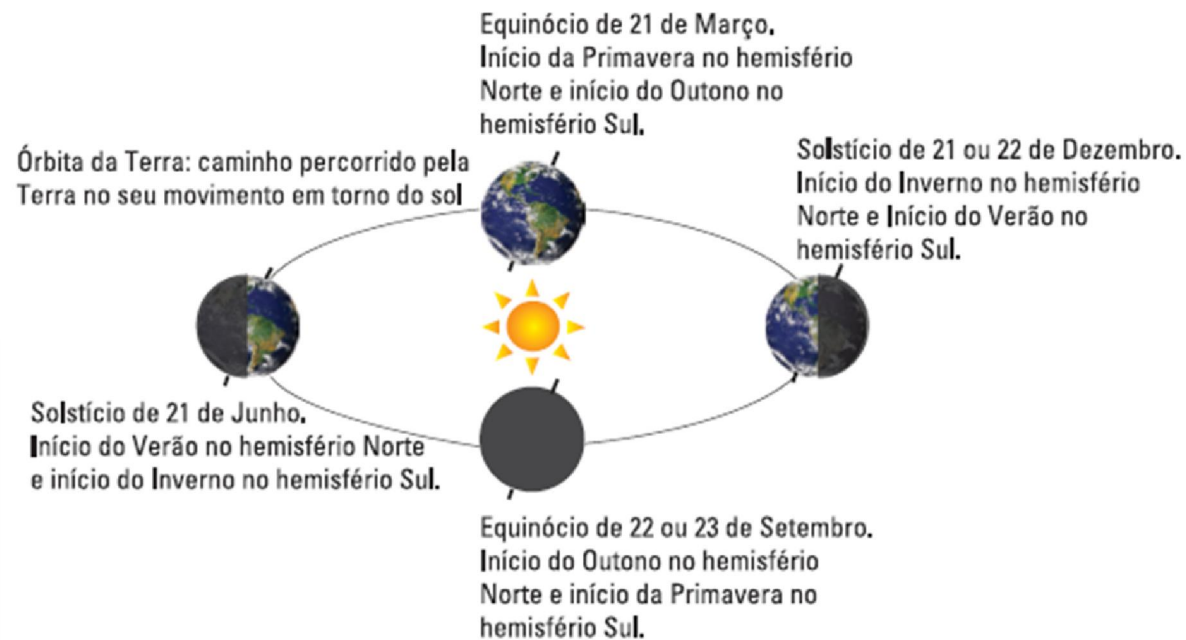 Equinócio de 21 de Março.
Início da Primavera no hemisfério
Norte e início do Outono no
hemisfério Sul.
Órbita da Terra: caminho percorrido pela
Terra no seu movimento em torno do sol
Solstício de 21 ou 22 de Dezembro.
Início do Inverno no hemisfério
Norte e Início do Verão no
hemisfério Sul.
Solstício de 21 de Junho.
Início do Verão no hemisfério Norte
e início do Inverno no hemisfério Sul.
Equinócio de 22 ou 23 de Setembro.
Início do Outono no hemisfério
Norte e início da Primavera no
hemisfério Sul.